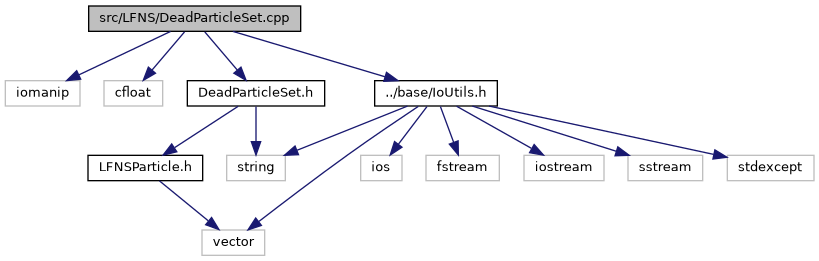 src/LFNS/DeadParticleSet.cpp
iomanip
cfloat
DeadParticleSet.h
../base/IoUtils.h
LFNSParticle.h
string
ios
fstream
iostream
sstream
stdexcept
vector